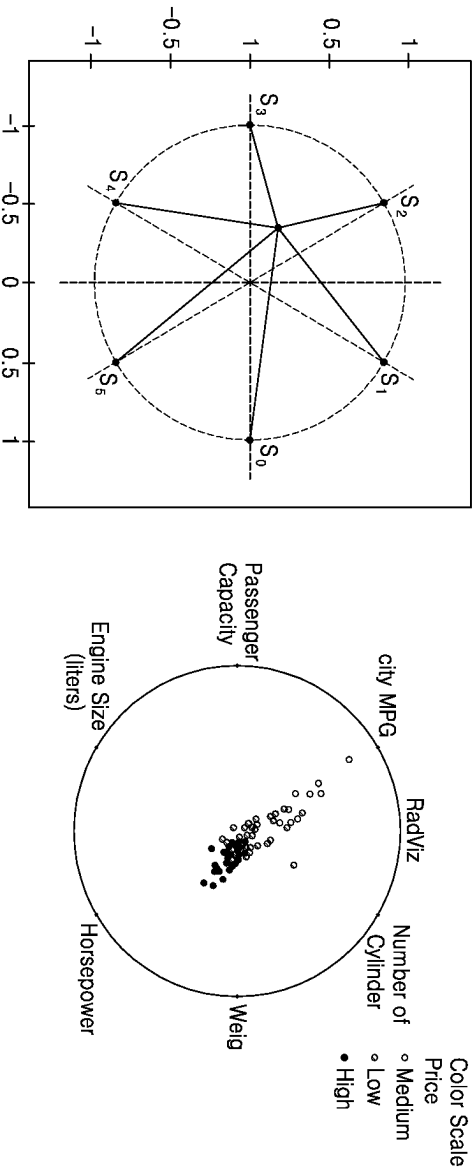 1
0.5
1
−0.5
−1
−1
−0.5
0
0.5
1
S3
S2
S4
S1
S5
S0
RadViz
city MPG
Number of
Cylinder
Passenger
Capacity
Weig
Engine Size
(liters)
Horsepower
Color Scale
Price
Medium
Low
High